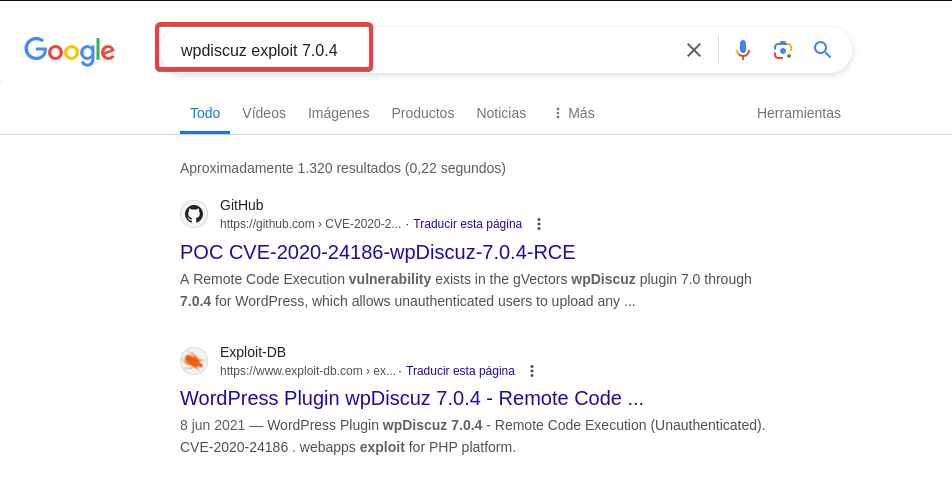 Google
wpdiscuz exploit 7.0.4
Todo Vídeos Imágenes Productos Noticias Más Herramientas
Aproximadamente 1.320 resultados (0,22 segundos)
GitHub
https://github.com › CVE-2020-2... · Traducir esta página
POC CVE-2020-24186-wpDiscuz-7.0.4-RCE
A Remote Code Execution vulnerability exists in the gVectors wpDiscuz plugin 7.0 through
7.0.4 for WordPress, which allows unauthenticated users to upload any ...
Exploit-DB
https://www.exploit-db.com › ex... · Traducir esta página
WordPress Plugin wpDiscuz 7.0.4 - Remote Code ...
8 jun 2021 — WordPress Plugin wpDiscuz 7.0.4 - Remote Code Execution (Unauthenticated).
CVE-2020-24186 . webapps exploit for PHP platform.